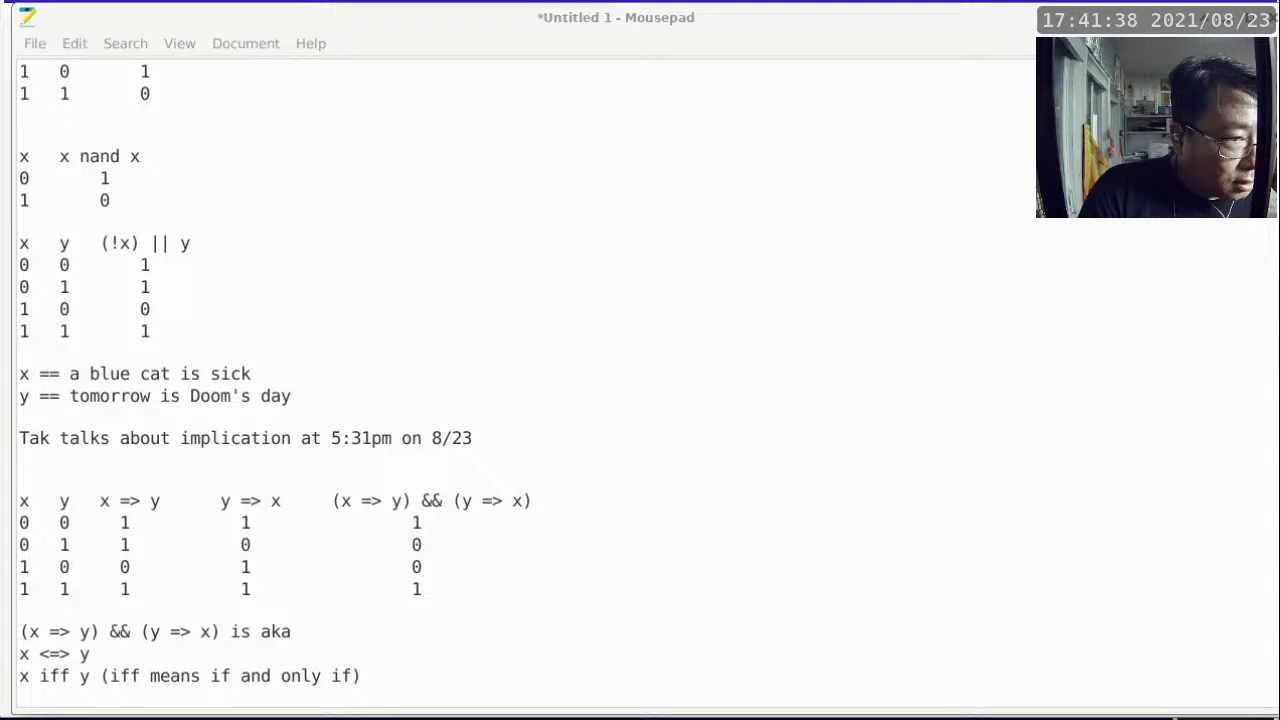 *Untitled 1 - Mousepad
17:41:38 2021/08/23
File Edit Search View Document Help
1 0 1
1 1 0
x x nand x
0 1
1 0
x y (!x) || y
0 0 1
0 1 1
1 0 0
1 1 1
x == a blue cat is sick
y == tomorrow is Doom's day
Tak talks about implication at 5:31pm on 8/23
x y x => y y => x (x => y) && (y => x)
0 0 1 1 1
0 1 1 0 0
1 0 0 1 0
1 1 1 1 1
(x => y) && (y => x) is aka
x <=> y
x iff y (iff means if and only if)